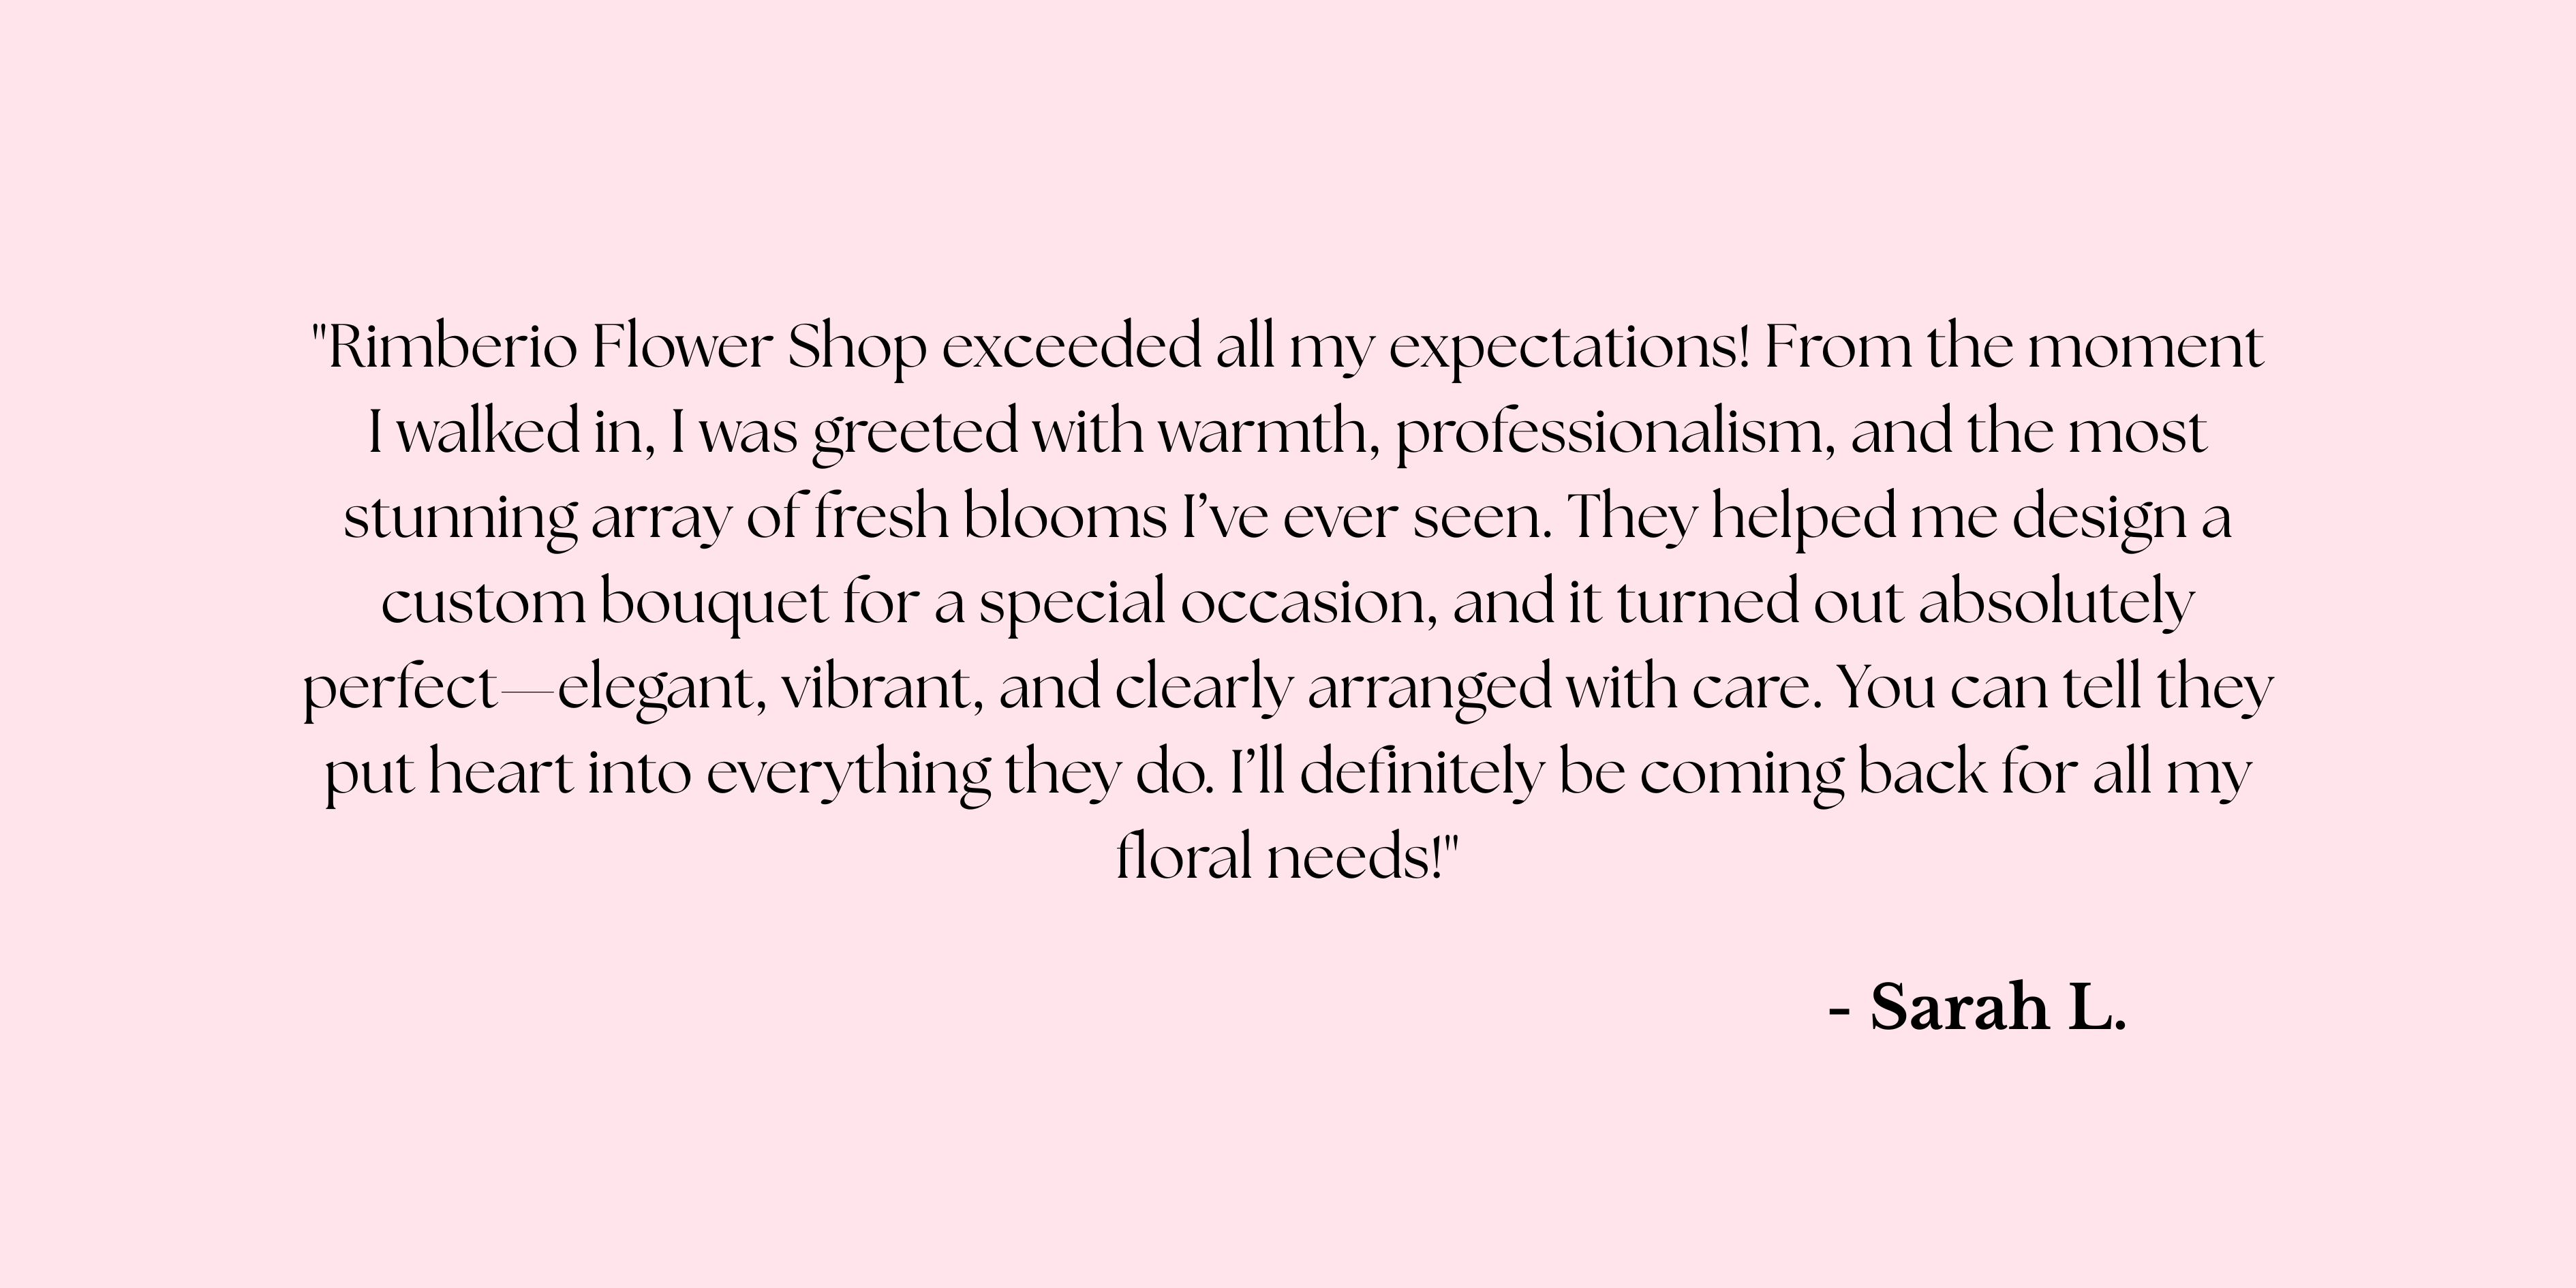 "Rimberio Flower Shop exceeded all my expectations! From the moment
I walked in, I was greeted with warmth, professionalism, and the most
stunning array of fresh blooms I’ve ever seen. They helped me design a
custom bouquet for a special occasion, and it turned out absolutely
perfect—elegant, vibrant, and clearly arranged with care. You can tell they
put heart into everything they do. I’ll definitely be coming back for all my
floral needs!"
- Sarah L.